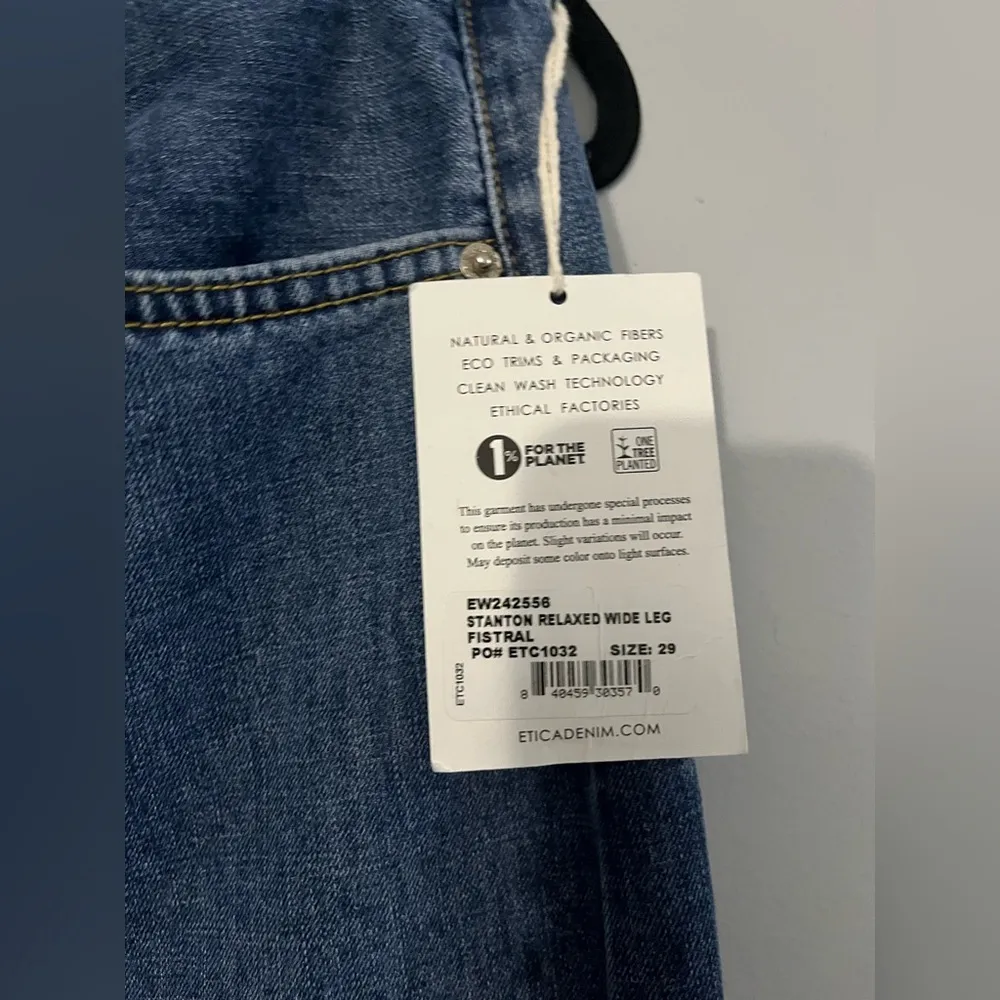 NATURAL & ORGANIC FIBERS
ECO TRIMS & PACKAGING
CLEAN WASH TECHNOLOGY
ETHICAL FACTORIES
1% FOR THE PLANET
ONE TREE PLANTED
This garment has undergone special processes
to ensure its production has a minimal impact
on the planet. Slight variations will occur.
May deposit some color onto light surfaces.
EW242556
STANTON RELAXED WIDE LEG
FISTRAL
PO# ETC1032 SIZE: 29
ETC1032
8 40459 30357 0
ETICADENIM.COM